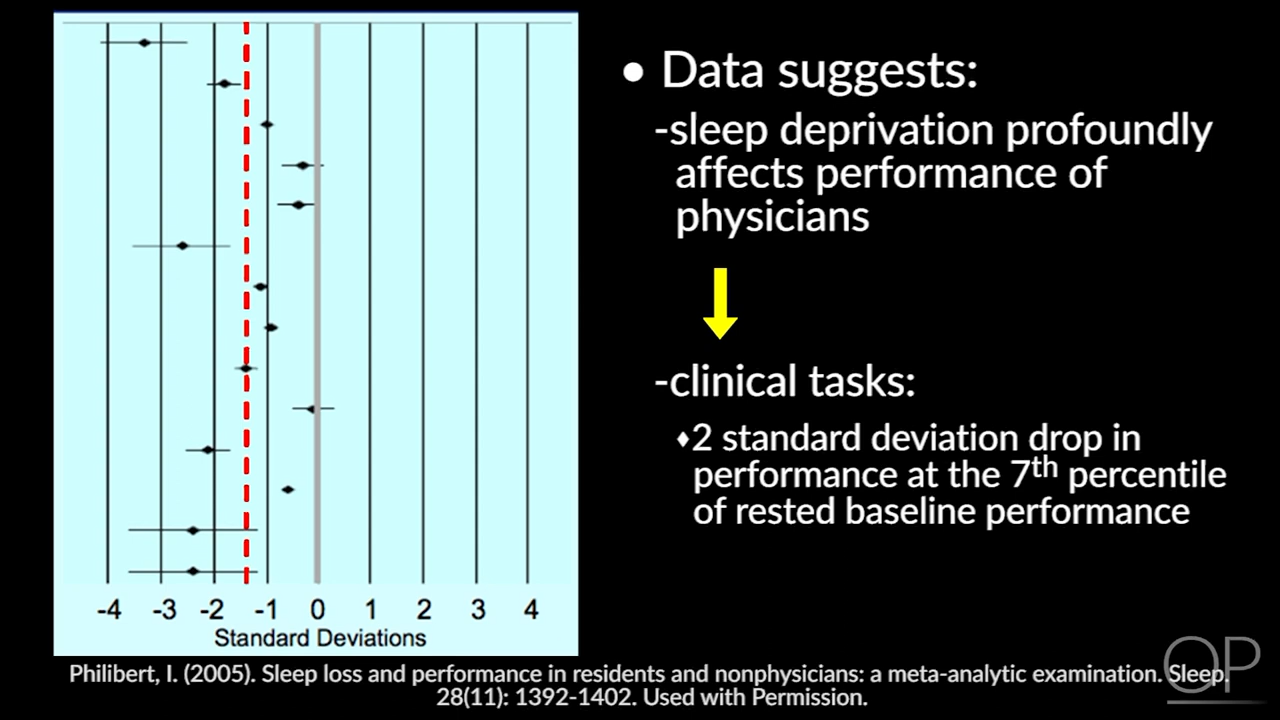 • Data suggests:
-sleep deprivation profoundly
affects performance of
physicians
-clinical tasks:
♦2 standard deviation drop in
performance at the 7th percentile
of rested baseline performance
-4 -3 -2 -1 0 1 2 3 4
Standard Deviations
Philibert, I. (2005). Sleep loss and performance in residents and nonphysicians: a meta-analytic examination. Sleep.
28(11): 1392-1402. Used with Permission.
OP